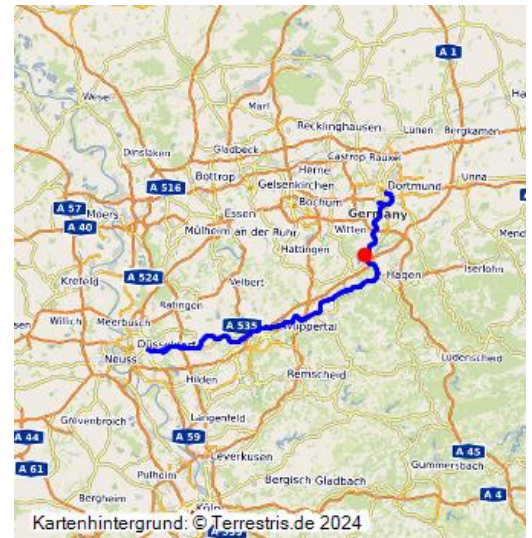 A 1
Wesel
Marl
Recklinghausen
Lünen
Bergkamen
Dinslaken
Gladbeck
Castrop Rauxel
Herne
Bottrop
Unna
A 516
Gelsenkirchen
Dortmund
A 57
Moers
Essen
Bochum
Germany
A 40
Mülheim an der Ruhr
Witten
Hattingen
A 524
Velbert
Hagen
Iserlohn
Krefeld
Ratingen
Willich
Meerbusch
A 535
Düsseldorf
Wuppertal
Neuss
Lüdenscheid
Hilden
Remscheid
Grevenbroich
Langenfeld
A 44
A 59
A 45
Leverkusen
Gummersbach
A 61
Pulheim
Bergisch Gladbach
A 4
Bergheim
Köln
Kartenhintergrund: © Terrestris.de 2024